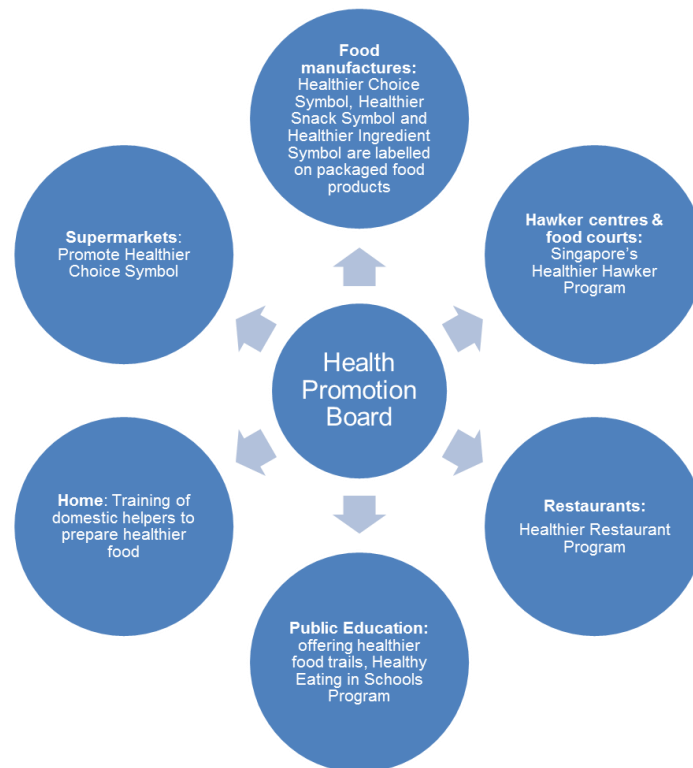 Food
manufactures:
Healthier Choice
Symbol, Healthier
Snack Symbol and
Healthier Ingredient
Symbol are labelled
on packaged food
products
Hawker centres &
food courts:
Singapore’s
Healthier Hawker
Program
Supermarkets:
Promote Healthier
Choice Symbol
Health
Promotion
Board
Home: Training of
domestic helpers to
prepare healthier
food
Restaurants:
Healthier Restaurant
Program
Public Education:
offering healthier
food trails, Healthy
Eating in Schools
Program